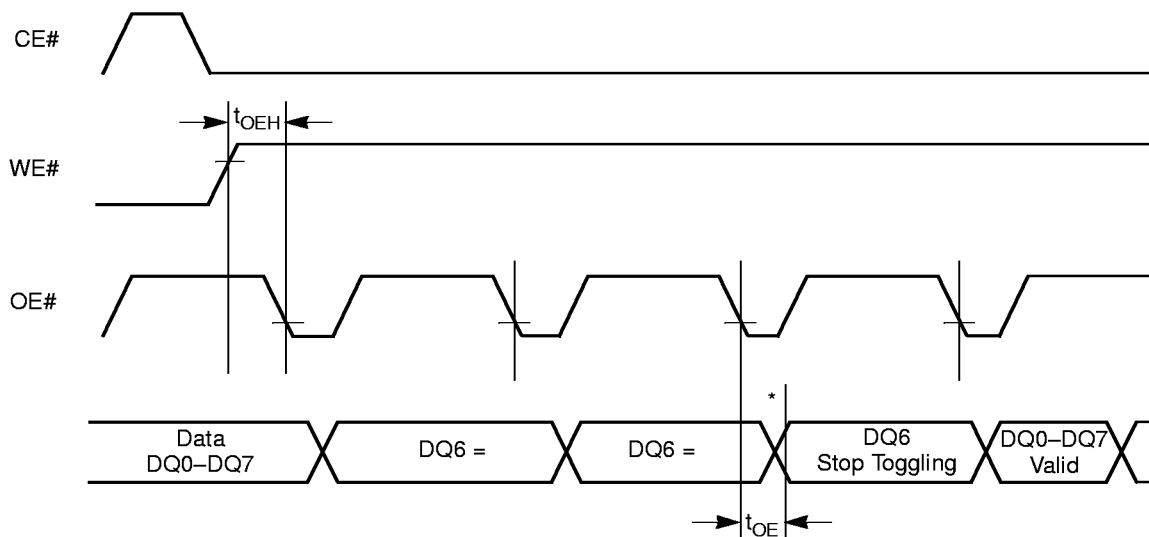 CE#
tOEH
WE#
OE#
*
Data
DQ0–DQ7
DQ6 =
DQ6 =
DQ6
Stop Toggling
DQ0–DQ7
Valid
tOE